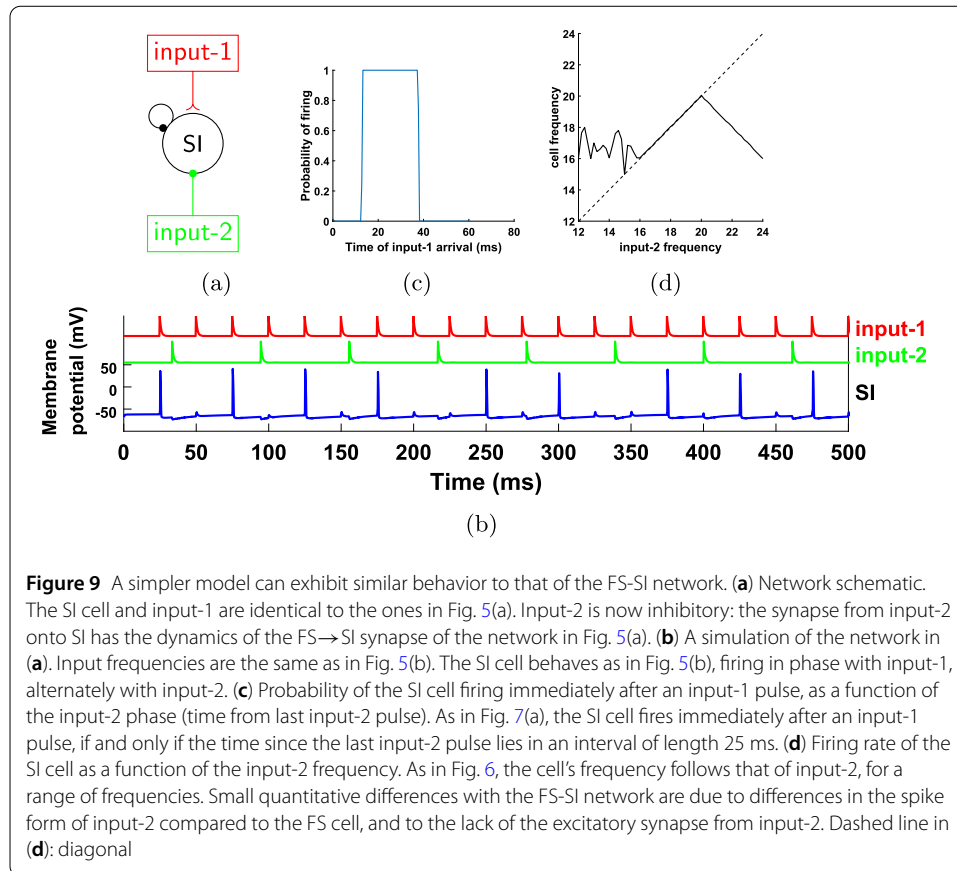 input-1
SI
input-2
(a)
Probability of firing
1
0.8
0.6
0.4
0.2
0
0 20 40 60 80
Time of input-1 arrival (ms)
(c)
cell frequency
24
22
20
18
16
14
12
12 14 16 18 20 22 24
input-2 frequency
(d)
Membrane
potential (mV)
50
0
-50
input-1
input-2
SI
0 50 100 150 200 250 300 350 400 450 500
Time (ms)
(b)
Figure 9 A simpler model can exhibit similar behavior to that of the FS-SI network. (a) Network schematic.
The SI cell and input-1 are identical to the ones in Fig. 5(a). Input-2 is now inhibitory: the synapse from input-2
onto SI has the dynamics of the FS→SI synapse of the network in Fig. 5(a). (b) A simulation of the network in
(a). Input frequencies are the same as in Fig. 5(b). The SI cell behaves as in Fig. 5(b), firing in phase with input-1,
alternately with input-2. (c) Probability of the SI cell firing immediately after an input-1 pulse, as a function of
the input-2 phase (time from last input-2 pulse). As in Fig. 7(a), the SI cell fires immediately after an input-1
pulse, if and only if the time since the last input-2 pulse lies in an interval of length 25 ms. (d) Firing rate of the
SI cell as a function of the input-2 frequency. As in Fig. 6, the cell's frequency follows that of input-2, for a
range of frequencies. Small quantitative differences with the FS-SI network are due to differences in the spike
form of input-2 compared to the FS cell, and to the lack of the excitatory synapse from input-2. Dashed line in
(d): diagonal